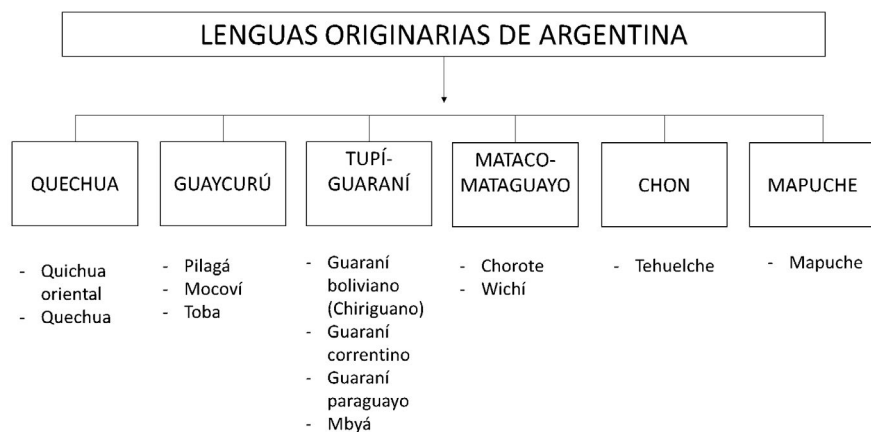 LENGUAS ORIGINARIAS DE ARGENTINA
QUECHUA
- Quichua
oriental
- Quechua
GUAYCURÚ
- Pilagá
- Mocoví
- Toba
TUPÍ-
GUARANÍ
- Guaraní
boliviano
(Chiriguano)
- Guaraní
correntino
- Guaraní
paraguayo
- Mbyá
MATACO-
MATAGUAYO
- Chorote
- Wichí
CHON
- Tehuelche
MAPUCHE
- Mapuche